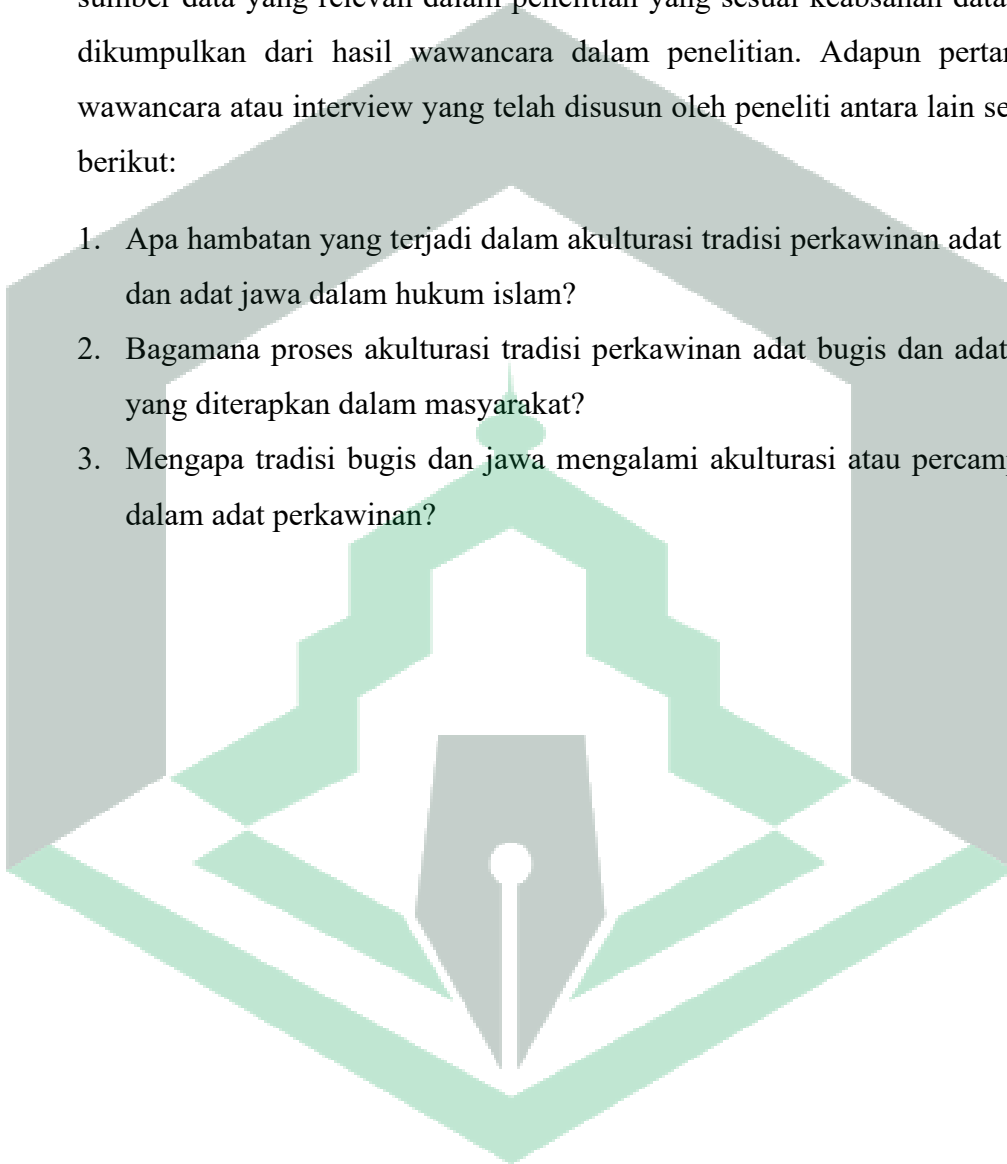 sumber data yang relevan dalam penelitian yang sesuai keabsahan data
dikumpulkan dari hasil wawancara dalam penelitian. Adapun
wawancara atau interview yang telah disusun oleh peneliti antara lain
berikut:
1. Apa hambatan yang terjadi dalam akulturasi tradisi perkawinan adat
dan adat jawa dalam hukum islam?
2. Bagamana proses akulturasi tradisi perkawinan adat bugis dan adat
yang diterapkan dalam masyarakat?
3. Mengapa tradisi bugis dan jawa mengalami akulturasi atau
dalam adat perkawinan?